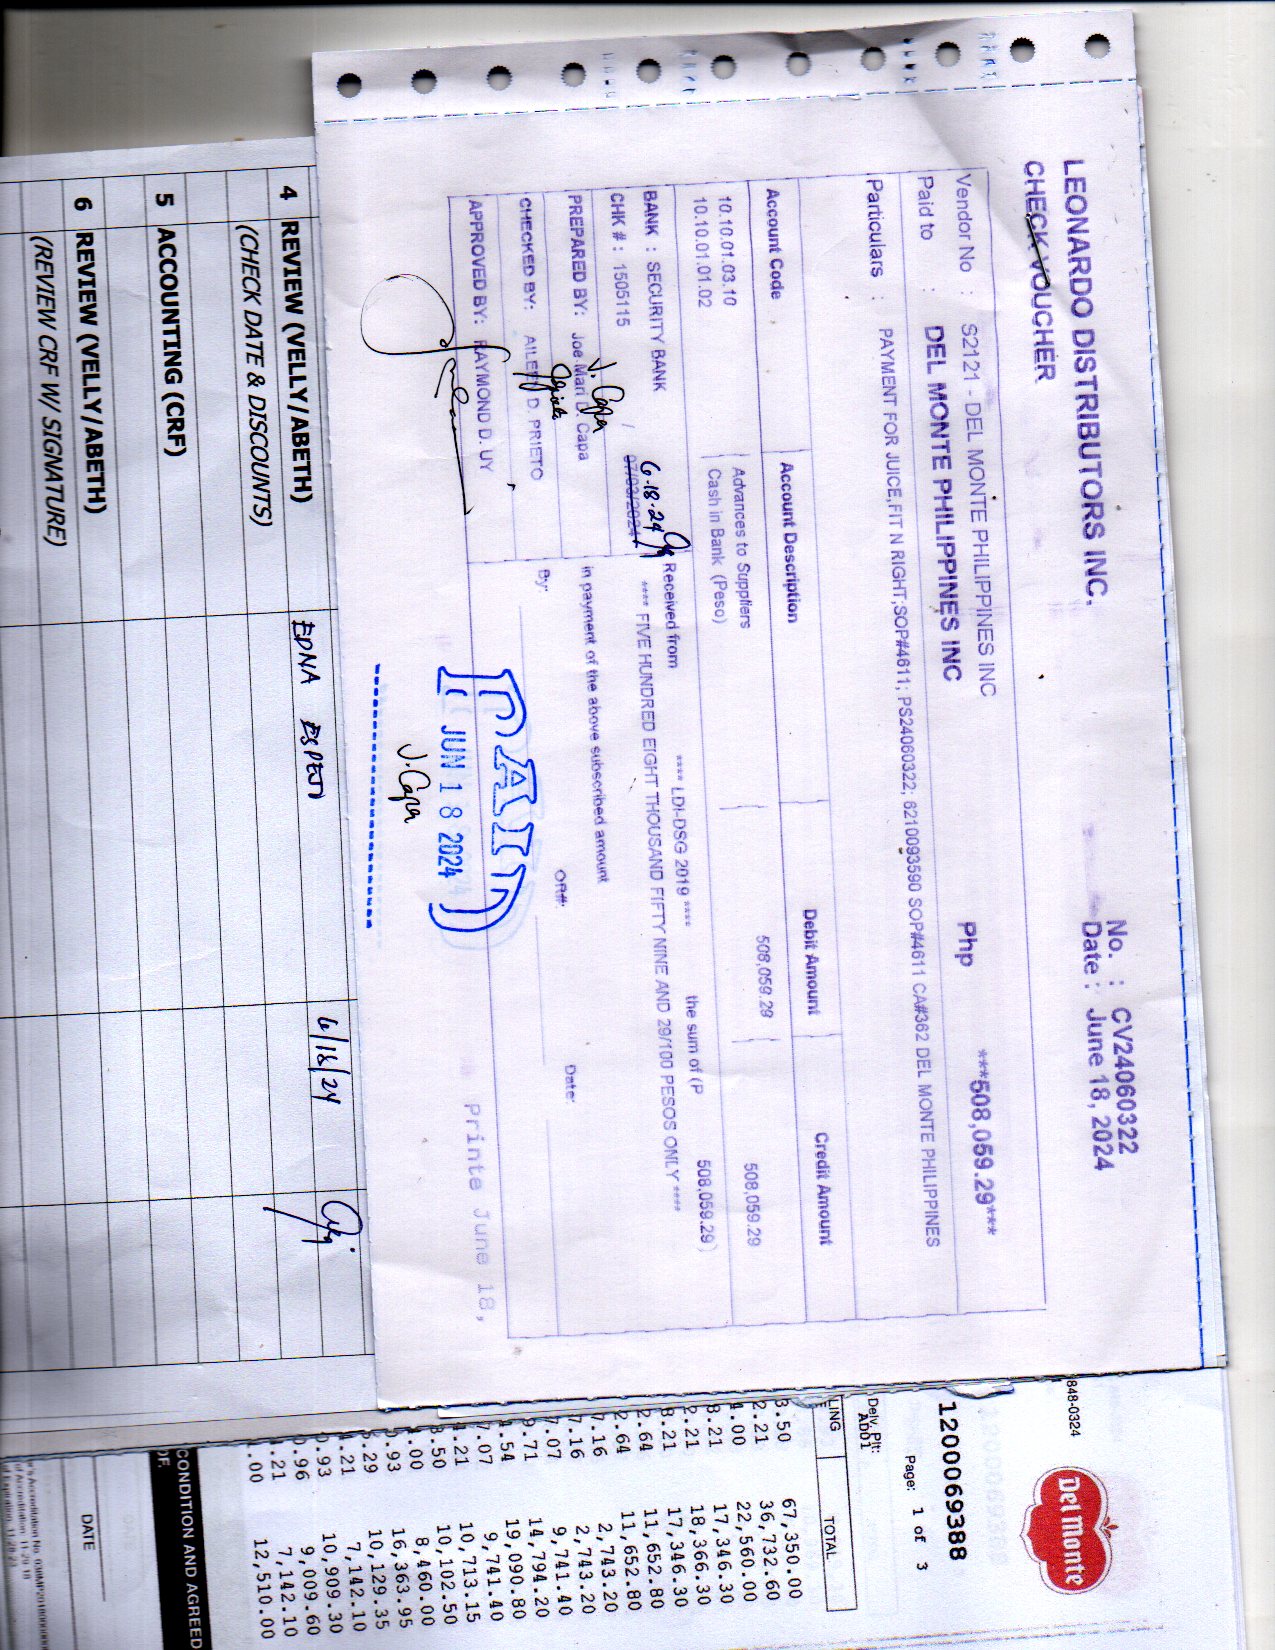 LEONARDO DISTRIBUTORS INC.
CHECK VOUCHER
No. : CV24060322
Date : June 18, 2024
Vendor No : S2121 - DEL MONTE PHILIPPINES INC
Paid to : DEL MONTE PHILIPPINES INC Php ***508,059.29***
Particulars : PAYMENT FOR JUICE,FIT N RIGHT,SOP#4611; PS24060322; 6210093590 SOP#4611 CA#362 DEL MONTE PHILIPPINES
Account Code Account Description Debit Amount Credit Amount
10.10.01.03.10 Advances to Suppliers 508,059.29
10.10.01.01.02 Cash in Bank (Peso) 508,059.29
BANK : SECURITY BANK
Received from **** LDI-DSG 2019 **** the sum of (P 508,059.29)
CHK # : 1505115 / 07/03/2024
6-18-24
**** FIVE HUNDRED EIGHT THOUSAND FIFTY NINE AND 29/100 PESOS ONLY ****
PREPARED BY: Joe Mari D. Capa
J. Capa
in payment of the above subscribed amount
CHECKED BY: AILEEN D. PRIETO
By: OR#: Date:
APPROVED BY: RAYMOND D. UY
PAID
JUN 18 2024
J. Capa
Printe June 18,
4 REVIEW (VELLY/ABETH)
(CHECK DATE & DISCOUNTS)
EDNA ESPEJI 6/18/24
5 ACCOUNTING (CRF)
6 REVIEW (VELLY/ABETH)
(REVIEW CRF W/ SIGNATURE)
848-0324
Del Monte
1200069388
Page: 1 of 3
Delv. Plt:
ADD1
LING TOTAL
3.50 67,350.00
2.21 36,732.60
4.00 22,560.00
8.21 17,346.30
2.21 18,366.30
8.21 17,346.30
2.64 11,652.80
2.64 11,652.80
7.16 2,743.20
7.16 2,743.20
7.07 9,741.40
9.71 14,794.20
4.54 19,090.80
7.07 9,741.40
4.21 10,713.15
3.50 10,102.50
4.00 8,460.00
0.93 16,363.95
6.29 10,129.35
4.21 7,142.10
0.93 10,909.30
0.96 9,009.60
4.21 7,142.10
.00 12,510.00
CONDITION AND AGREED
OF.
DATE